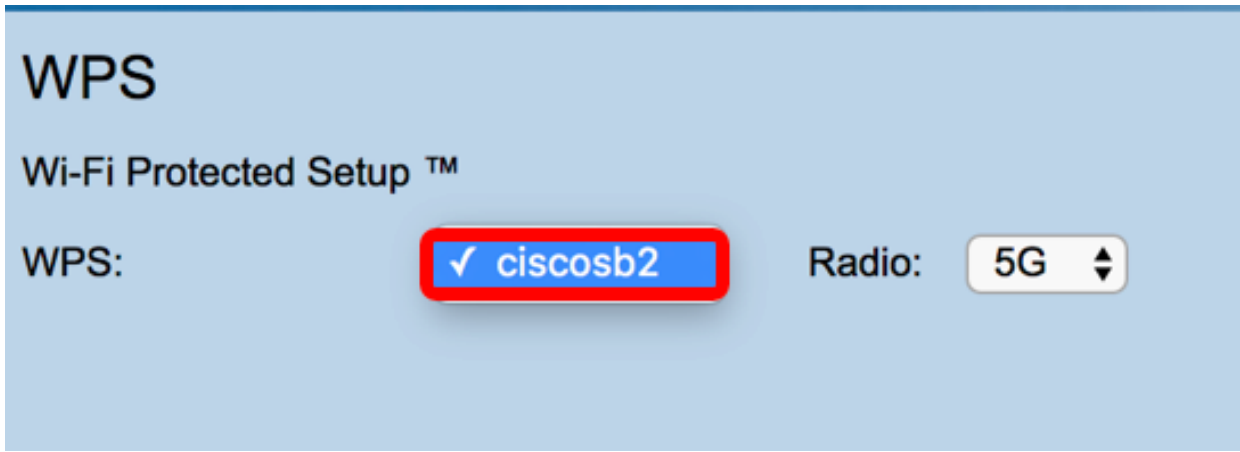 WPS
Wi-Fi Protected Setup ™
WPS: ✓ ciscosb2 Radio: 5G